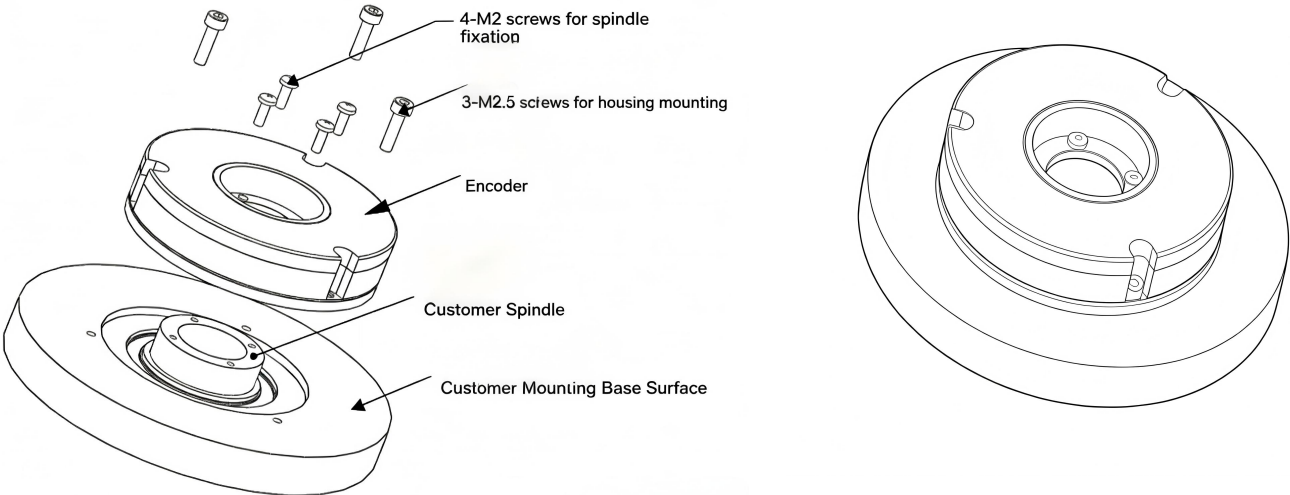 4-M2 screws for spindle
fixation
3-M2.5 screws for housing mounting
Encoder
Customer Spindle
Customer Mounting Base Surface